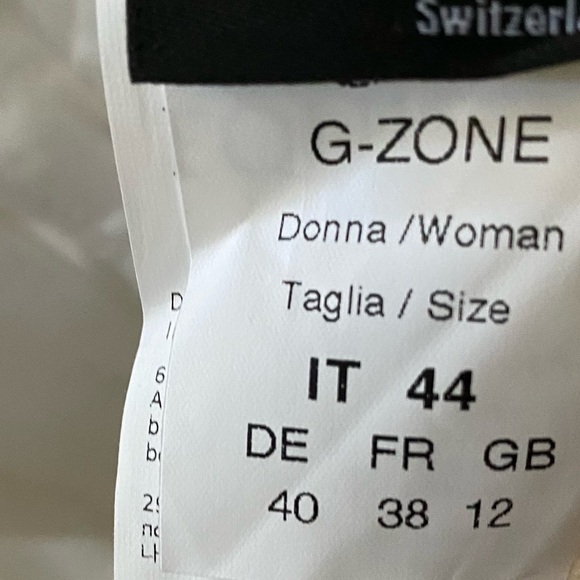 G-ZONE
Donna /Woman
Taglia / Size
IT 44
DE FR GB
40 38 12